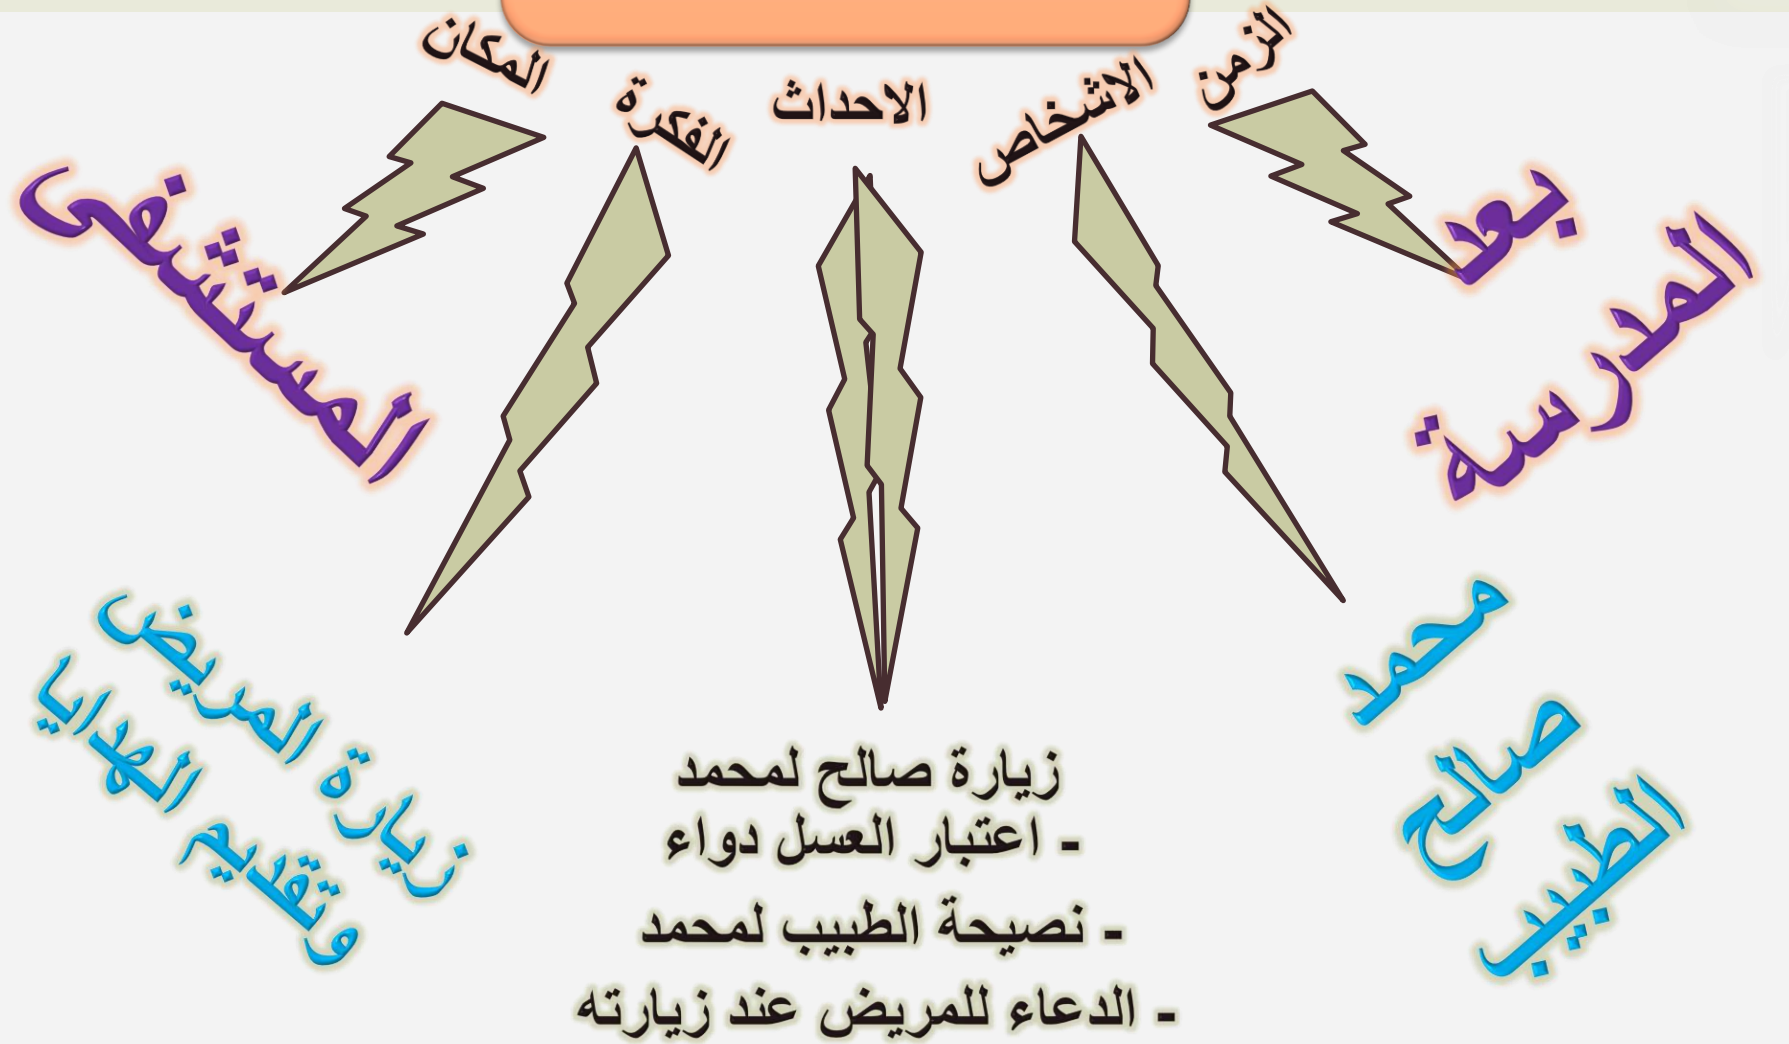 الزمن
الاشخاص
الاحداث
الفكرة
المكان
بعد
المدرسة
محمد
صالح
الطبيب
زيارة صالح لمحمد
- اعتبار العسل دواء
- نصيحة الطبيب لمحمد
- الدعاء للمريض عند زيارته
زيارة المريض
وتقديم الهدايا
المستشفى